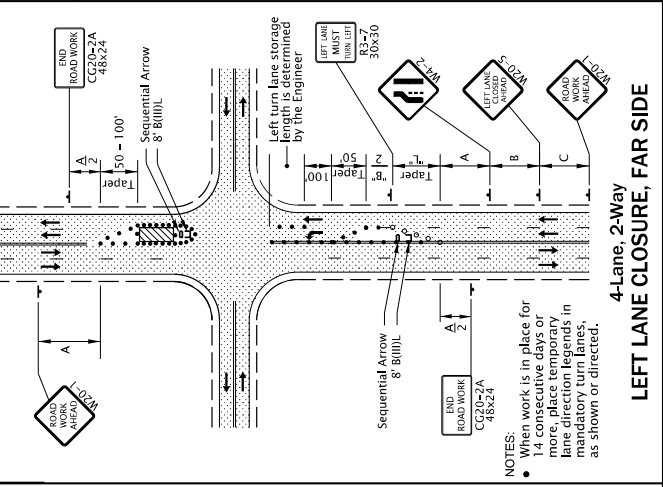 END
ROAD WORK
CG20-2A
48x24
A
2
50 – 100'
Taper
Sequential Arrow
8' B(III)L
A
ROAD
WORK
AHEAD
W20-1
Left turn lane storage
length is determined
by the Engineer
LEFT LANE
MUST
TURN LEFT
R3-7
30x30
W4-2
LEFT LANE
CLOSED
AHEAD
W20-5
ROAD
WORK
AHEAD
W20-1
100'
50'
Taper
"B"
2
"L"
Taper
A
B
C
Sequential Arrow
8' B(III)L
A
2
END
ROAD WORK
CG20-2A
48x24
NOTES:
• When work is in place for
14 consecutive days or
more, place temporary
lane direction legends in
mandatory turn lanes,
as shown or directed.
4-Lane, 2-Way
LEFT LANE CLOSURE, FAR SIDE